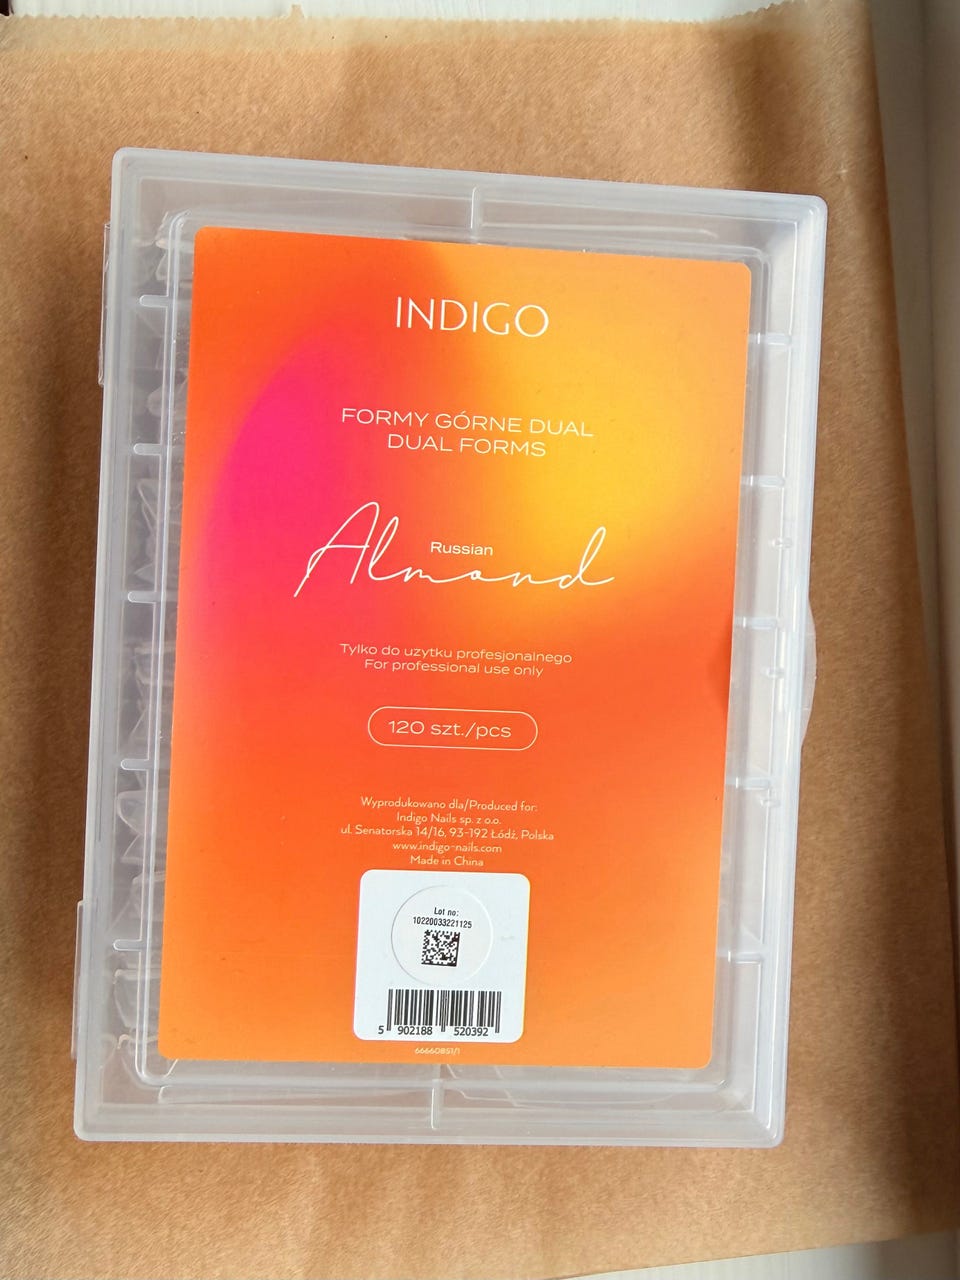 INDIGO
FORMY GÓRNE DUAL
DUAL FORMS
Russian
Almond
Tylko do uzytku profesjonalnego
For professional use only
120 szt./pcs
Wyprodukowano dla/Produced for:
Indigo Nails sp. z o.o.
ul. Senatorska 14/16, 93-192 Łódź, Polska
www.indigo-nails.com
Made in China
Lot no:
10220033221125
5 902188 520392
66660851/1